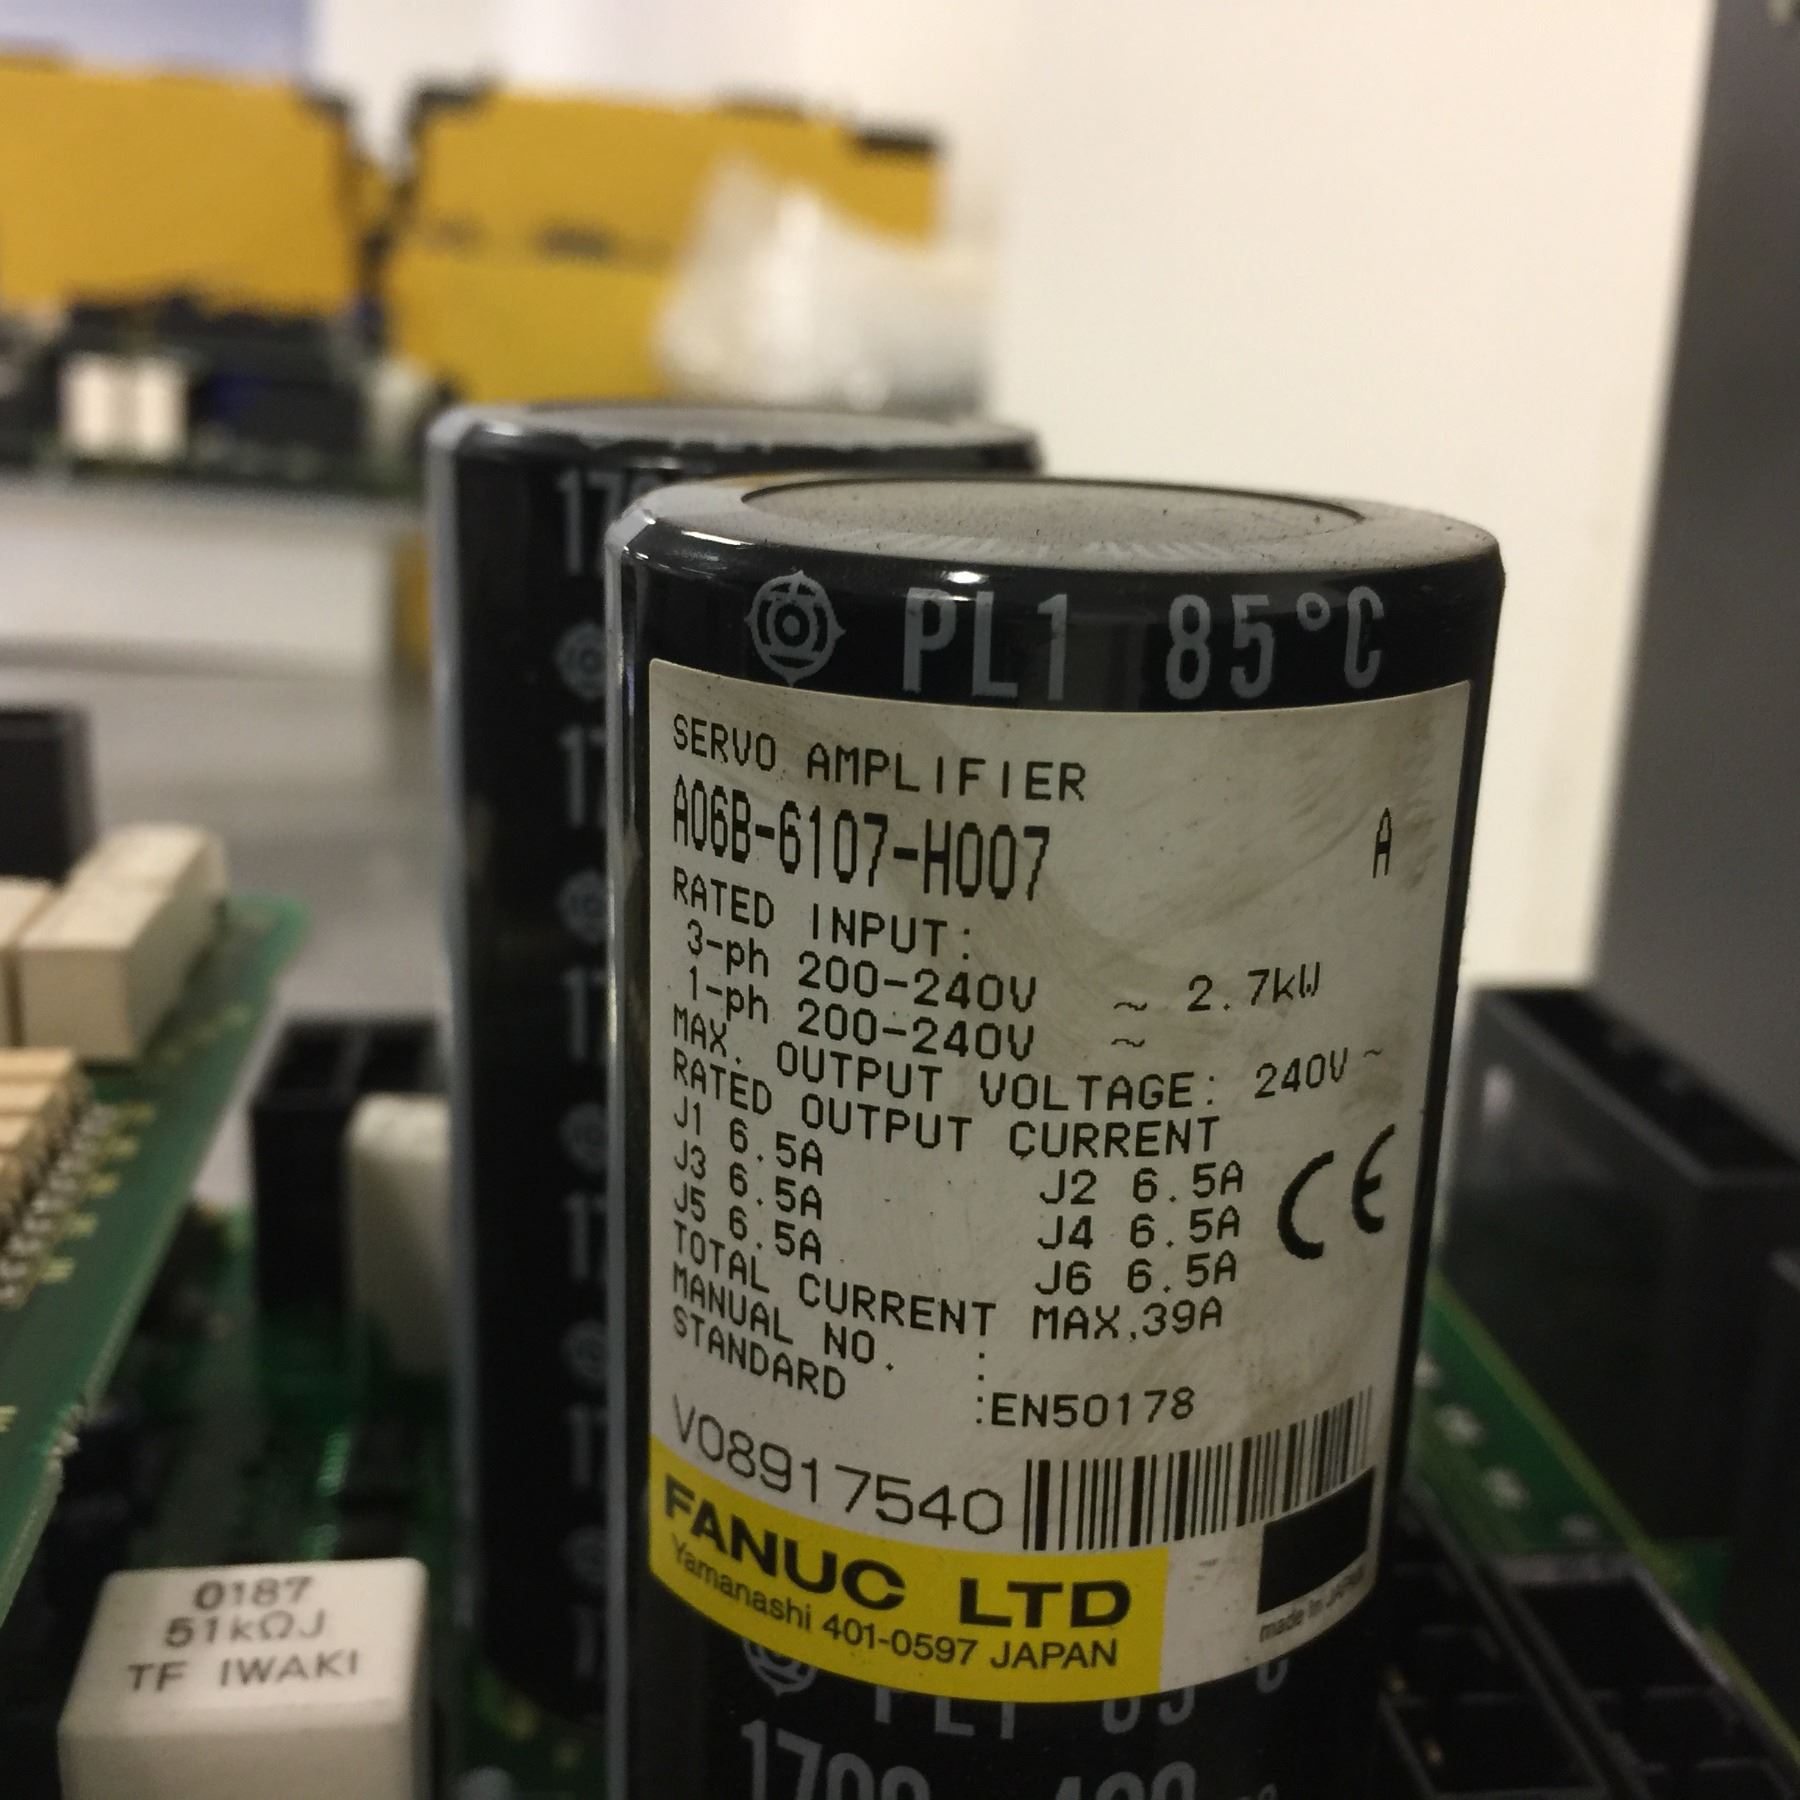 PL1 85°C
SERVO AMPLIFIER
A06B-6107-H007 A
RATED INPUT:
3-ph 200-240V ~ 2.7kW
1-ph 200-240V ~
MAX. OUTPUT VOLTAGE: 240V ~
RATED OUTPUT CURRENT
J1 6.5A J2 6.5A
J3 6.5A J4 6.5A
J5 6.5A J6 6.5A
TOTAL CURRENT MAX.39A
MANUAL NO. :
STANDARD :EN50178
CE
V08917540
FANUC LTD
Yamanashi 401-0597 JAPAN
made in JAPAN
PL1 85°C
0187
51kΩJ
TF IWAKI